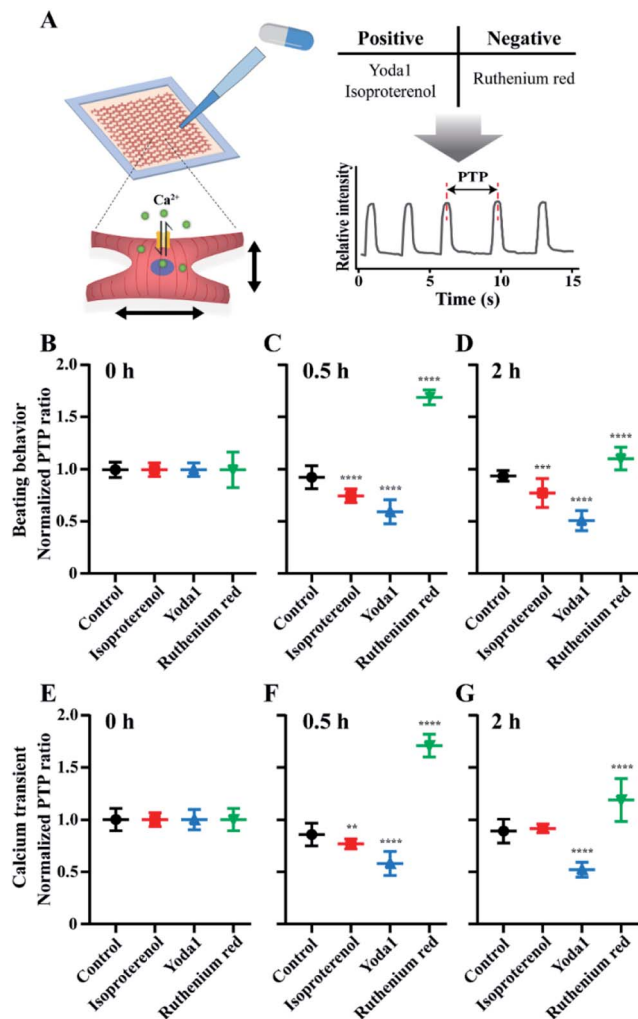 A
Positive
Negative
Yoda1
Isoproterenol
Ruthenium red
Ca²⁺
PTP
Relative intensity
0
5
10
15
Time (s)
B
0 h
C
0.5 h
D
2 h
Beating behavior
Normalized PTP ratio
2.0
1.5
1.0
0.5
0
****
****
****
***
****
****
Control
Isoproterenol
Yoda1
Ruthenium red
Control
Isoproterenol
Yoda1
Ruthenium red
Control
Isoproterenol
Yoda1
Ruthenium red
E
0 h
F
0.5 h
G
2 h
Calcium transient
Normalized PTP ratio
2.0
1.5
1.0
0.5
0
**
****
****
****
****
Control
Isoproterenol
Yoda1
Ruthenium red
Control
Isoproterenol
Yoda1
Ruthenium red
Control
Isoproterenol
Yoda1
Ruthenium red